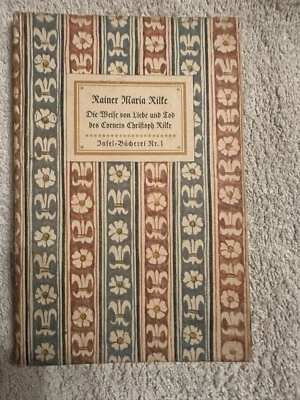 Rainer Maria Rilke
Die Weise von Liebe und Tod
des Cornets Christoph Rilke
Insel-Bücherei Nr. 1